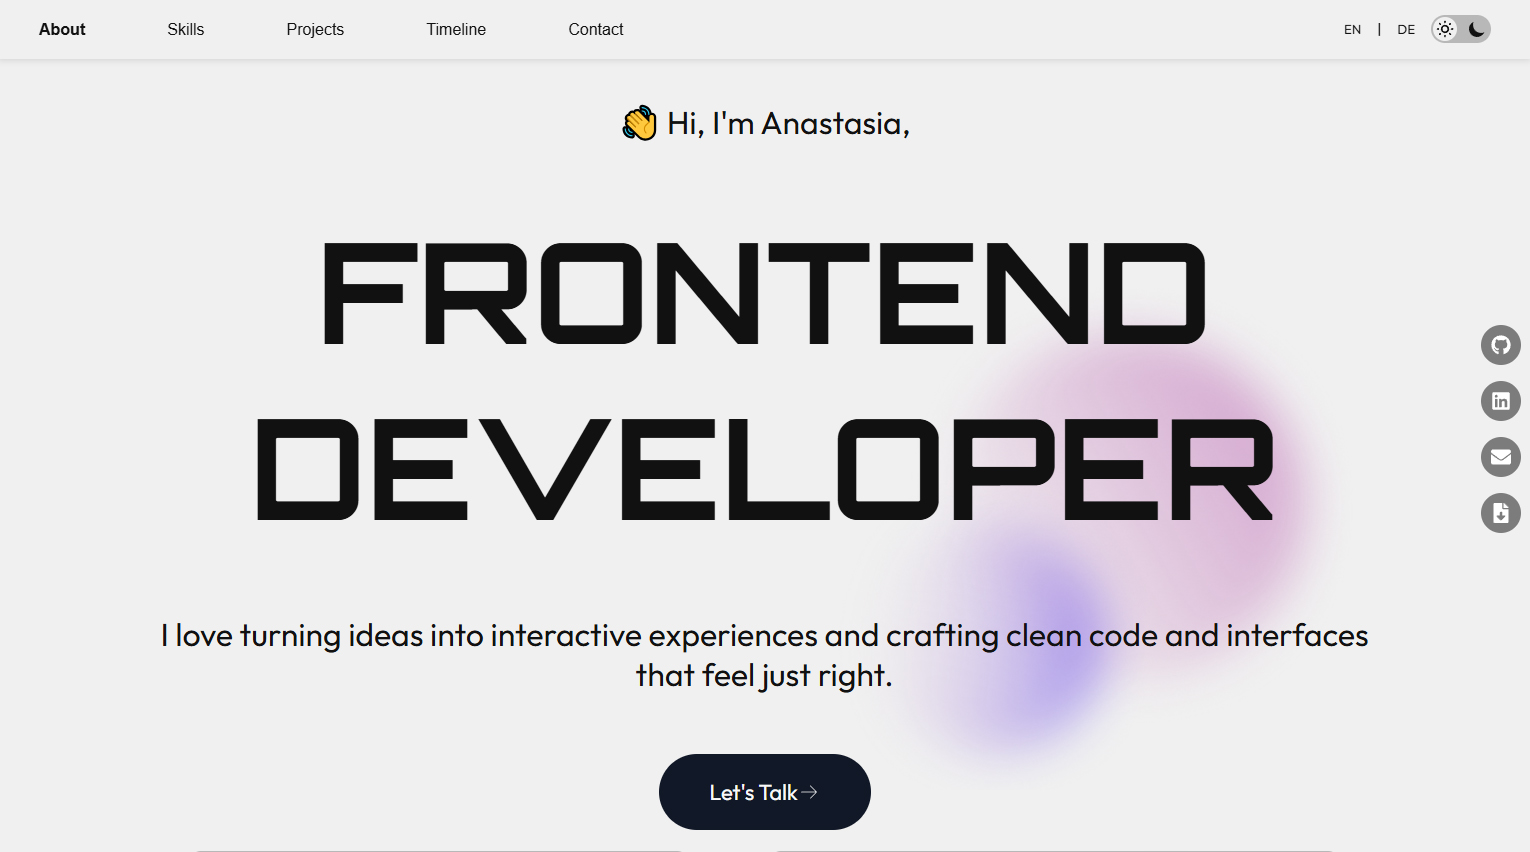 About Skills Projects Timeline Contact EN | DE
Hi, I'm Anastasia,
FRONTEND
DEVELOPER
I love turning ideas into interactive experiences and crafting clean code and interfaces
that feel just right.
Let's Talk